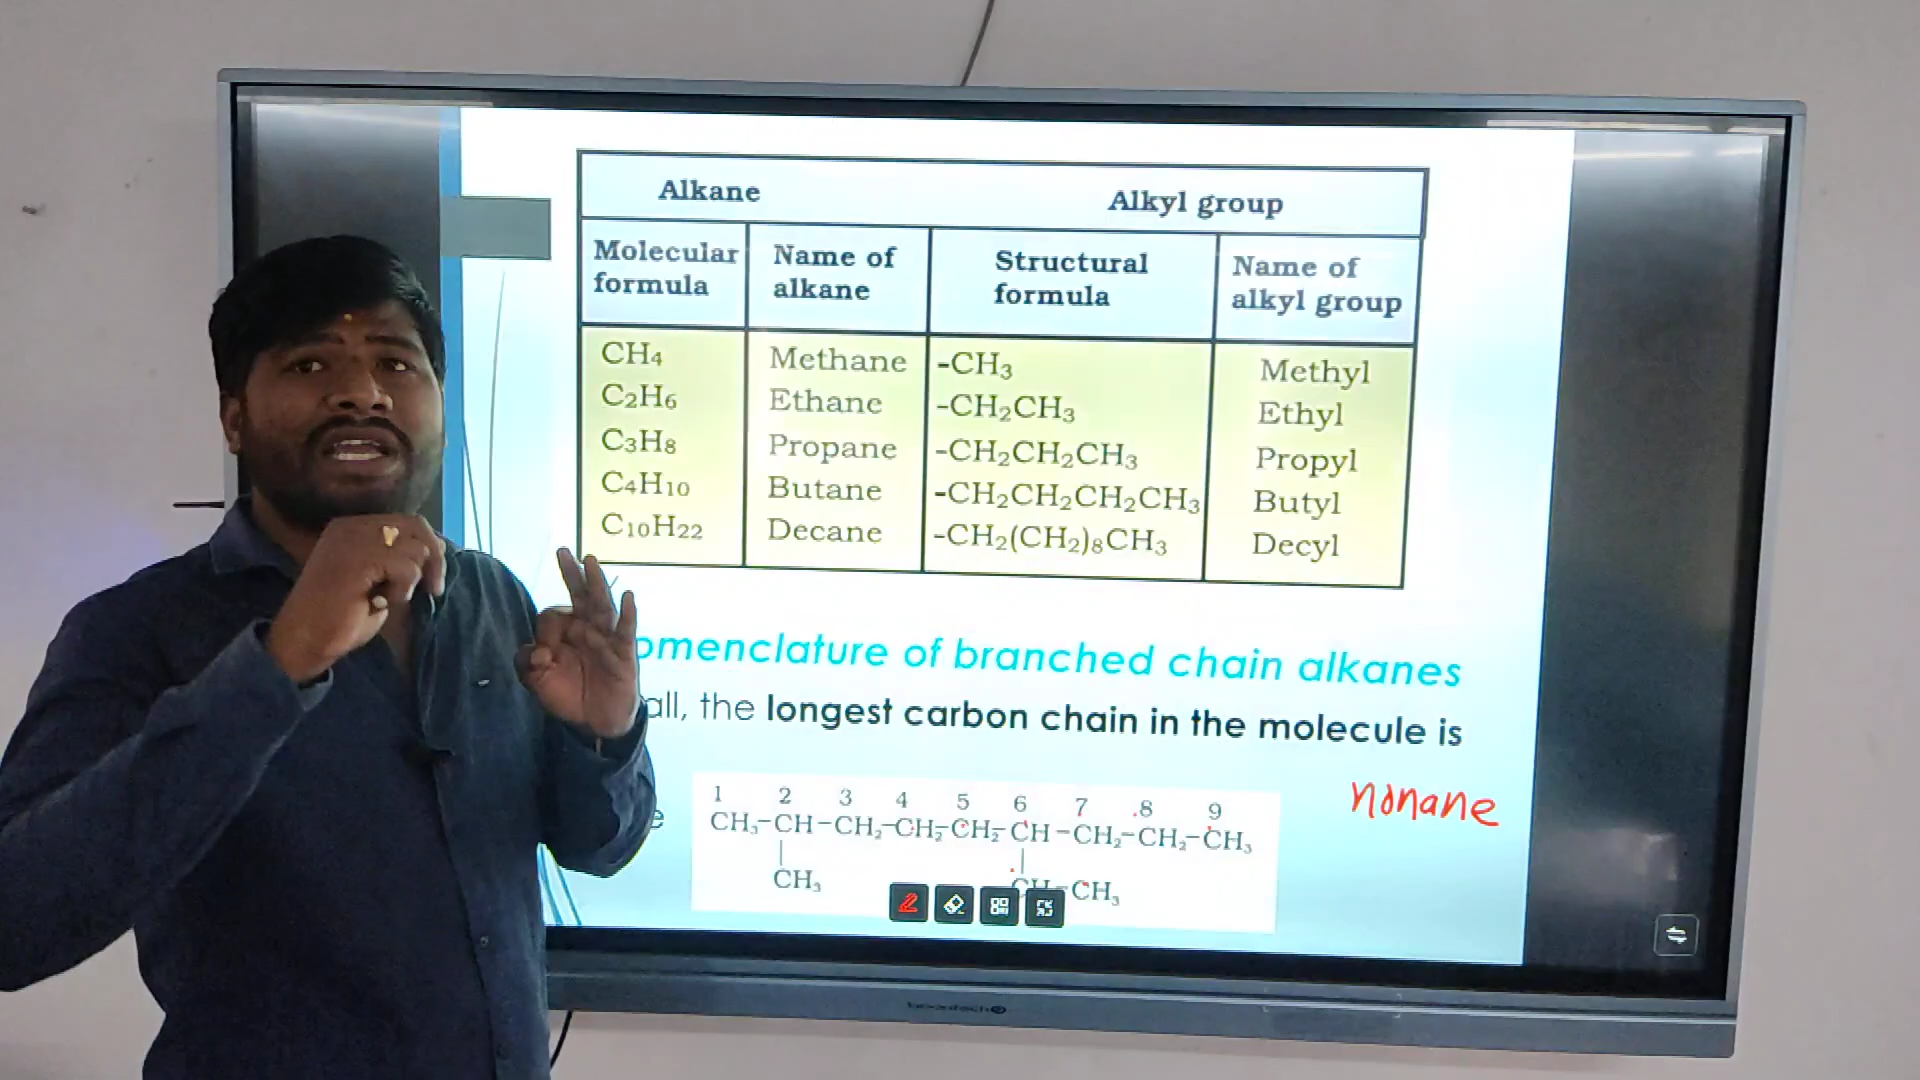 Alkane Alkyl group
Molecular formula Name of alkane Structural formula Name of alkyl group
CH4 Methane -CH3 Methyl
C2H6 Ethane -CH2CH3 Ethyl
C3H8 Propane -CH2CH2CH3 Propyl
C4H10 Butane -CH2CH2CH2CH3 Butyl
C10H22 Decane -CH2(CH2)8CH3 Decyl
omenclature of branched chain alkanes
all, the longest carbon chain in the molecule is
nonane
1 2 3 4 5 6 7 8 9
e CH3-CH-CH2-CH2-CH2-CH-CH2-CH2-CH3
CH3 -CH3